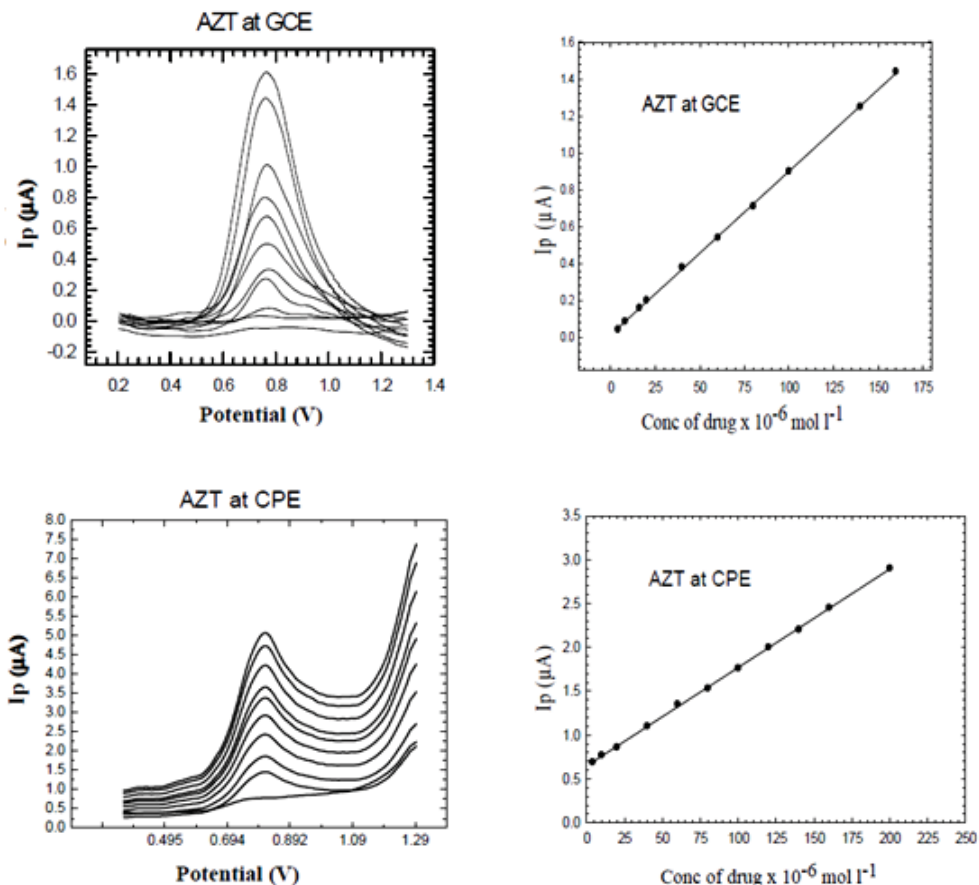 AZT at GCE
1.6
1.4
1.2
1.0
0.8
0.6
0.4
0.2
0.0
-0.2
Ip (µA)
0.2 0.4 0.6 0.8 1.0 1.2 1.4
Potential (V)
1.6
1.4
1.2
1.0
0.8
0.6
0.4
0.2
0.0
Ip (µ A)
AZT at GCE
0 25 50 75 100 125 150 175
Conc of drug x 10⁻⁶ mol l⁻¹
AZT at CPE
8.0
7.5
7.0
6.5
6.0
5.5
5.0
4.5
4.0
3.5
3.0
2.5
2.0
1.5
1.0
0.5
0.0
Ip (µA)
0.495 0.694 0.892 1.09 1.29
Potential (V)
3.5
3.0
2.5
2.0
1.5
1.0
0.5
0.0
Ip (µA)
AZT at CPE
0 25 50 75 100 125 150 175 200 225 250
Conc of drug x 10⁻⁶ mol l⁻¹